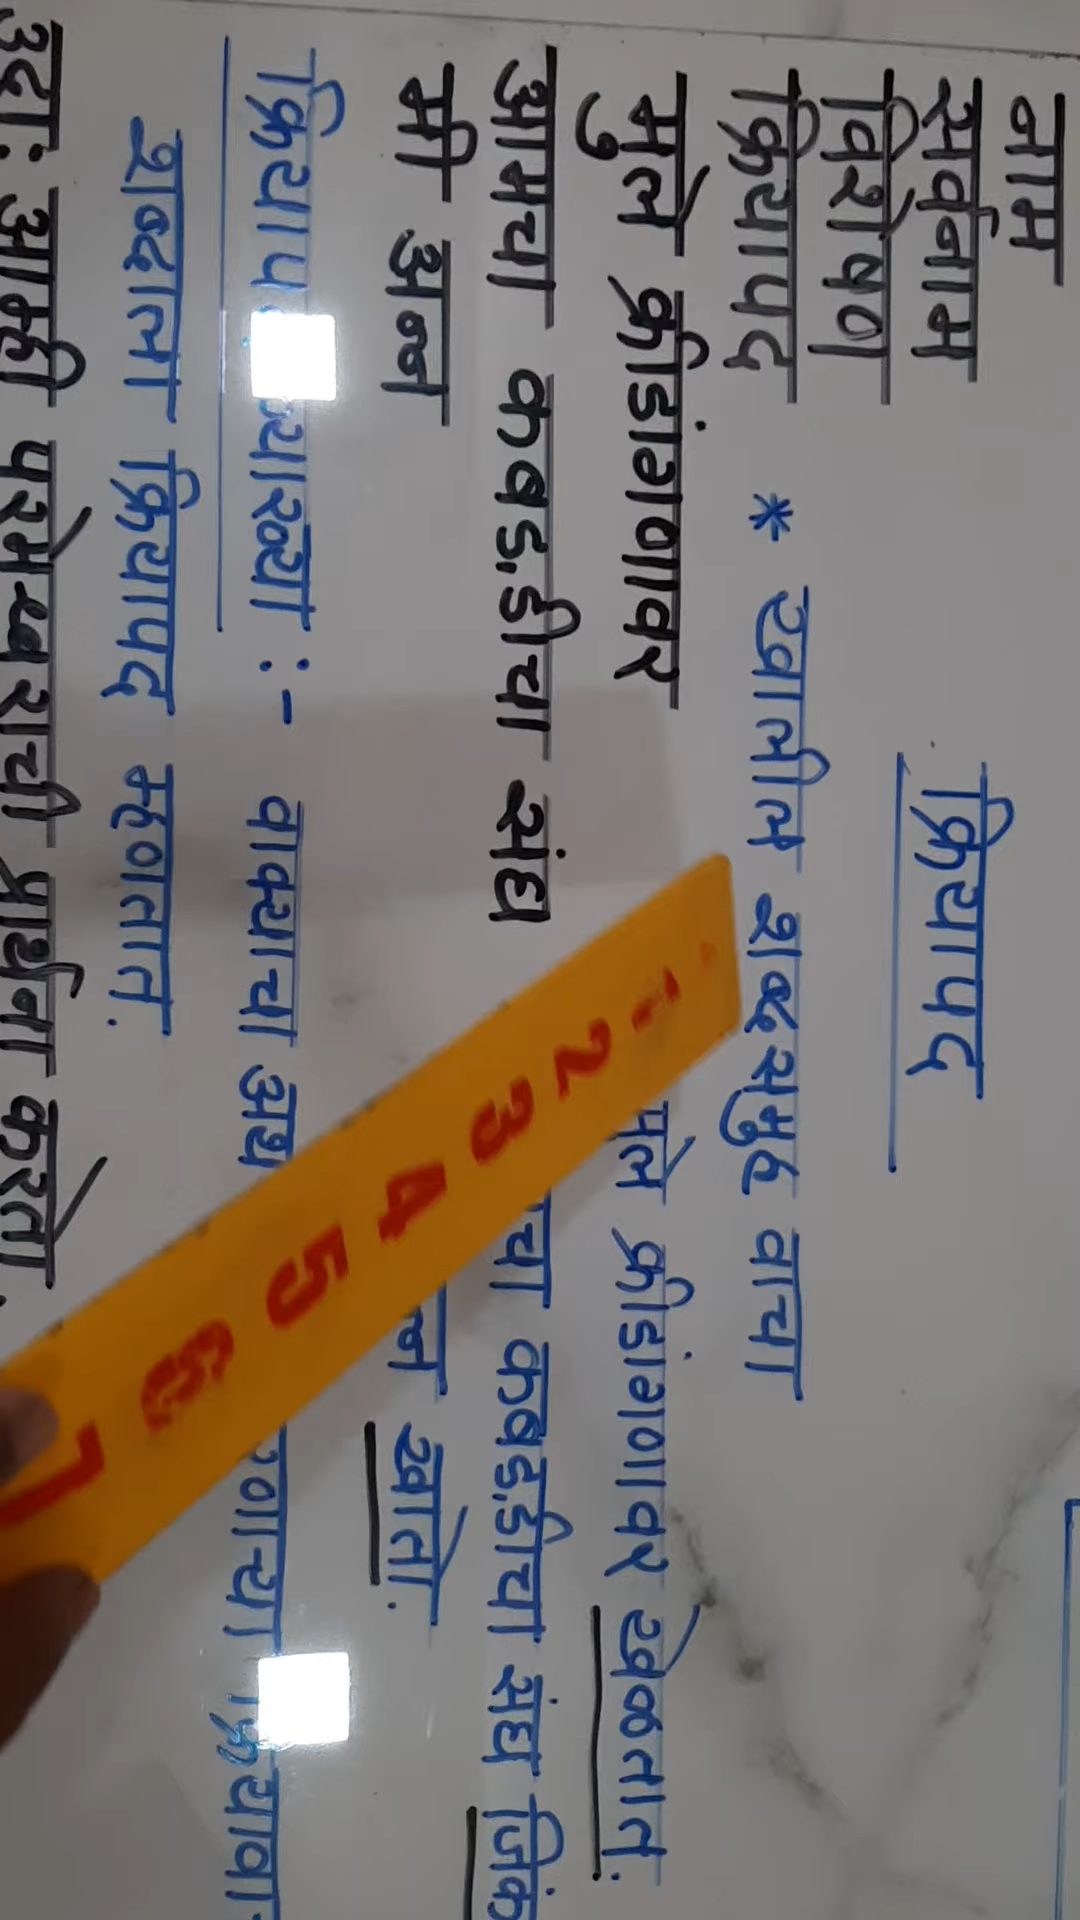 नाम
सर्वनाम
विशेषण
क्रियापद
क्रियापद
* खालील शब्दसमुह वाचा
मुले क्रीडांगणावर
मुले क्रीडांगणावर खेळतात.
आमचा कबड्डीचा संघ
कबड्डीचा संघ
मी अन्न
खातो.
व्याख्या :- वाक्याचा
शब्दाला क्रियापद म्हणतात.
उदाः आम्ही परमेश्वराची प्रार्थना करतो.
1 2 3 4 5 6 7